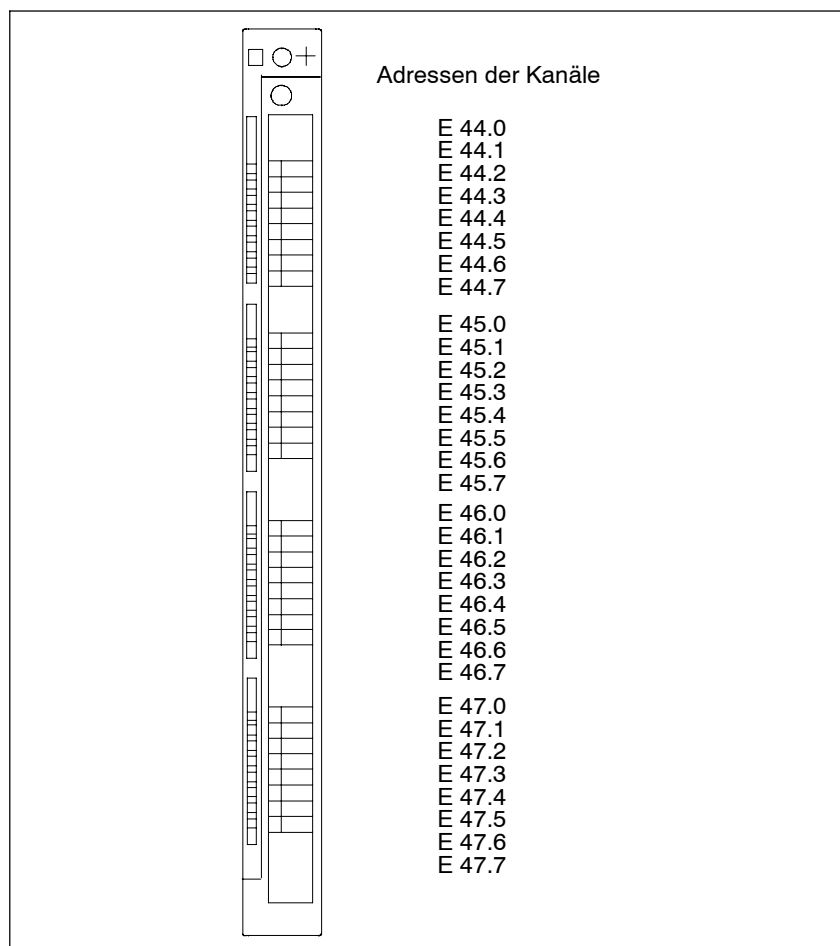 Adressen der Kanäle
E 44.0
E 44.1
E 44.2
E 44.3
E 44.4
E 44.5
E 44.6
E 44.7
E 45.0
E 45.1
E 45.2
E 45.3
E 45.4
E 45.5
E 45.6
E 45.7
E 46.0
E 46.1
E 46.2
E 46.3
E 46.4
E 46.5
E 46.6
E 46.7
E 47.0
E 47.1
E 47.2
E 47.3
E 47.4
E 47.5
E 47.6
E 47.7